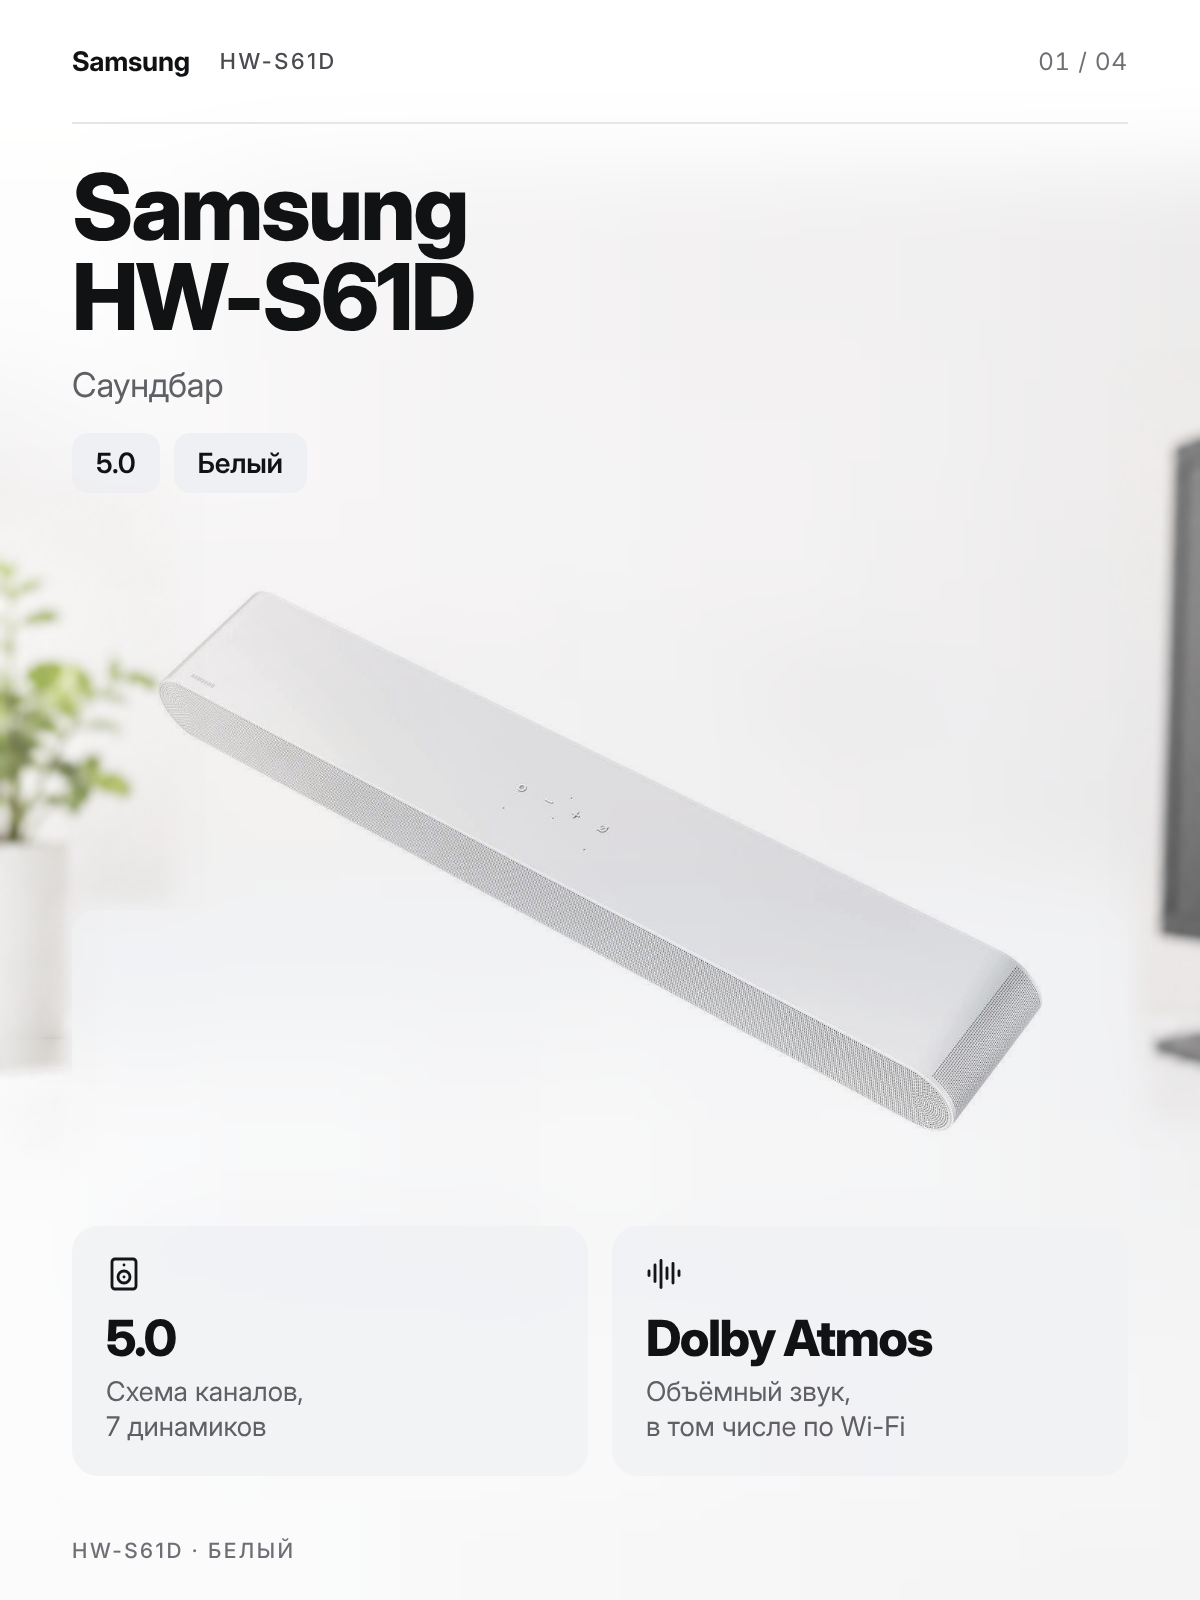 Samsung HW-S61D 01 / 04
Samsung
HW-S61D
Саундбар
5.0 Белый
5.0
Схема каналов,
7 динамиков
Dolby Atmos
Объёмный звук,
в том числе по Wi-Fi
HW-S61D · БЕЛЫЙ